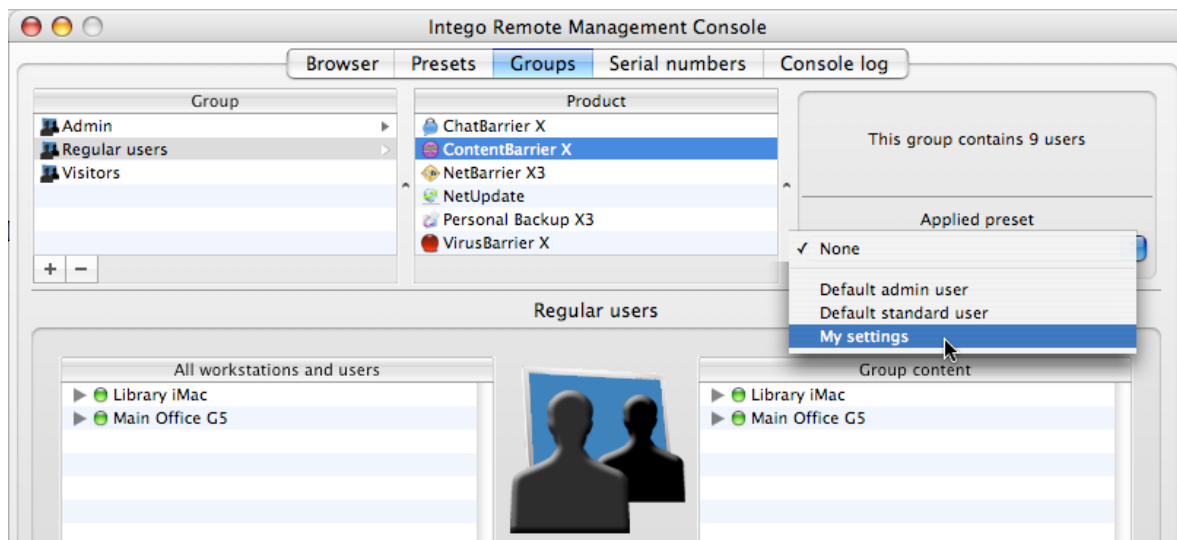 Intego Remote Management Console
Browser Presets Groups Serial numbers Console log
Group
Admin
Regular users
Visitors
+ −
Product
ChatBarrier X
ContentBarrier X
NetBarrier X3
NetUpdate
Personal Backup X3
VirusBarrier X
This group contains 9 users
Applied preset
✓ None
Default admin user
Default standard user
My settings
Regular users
All workstations and users
Library iMac
Main Office G5
Group content
Library iMac
Main Office G5